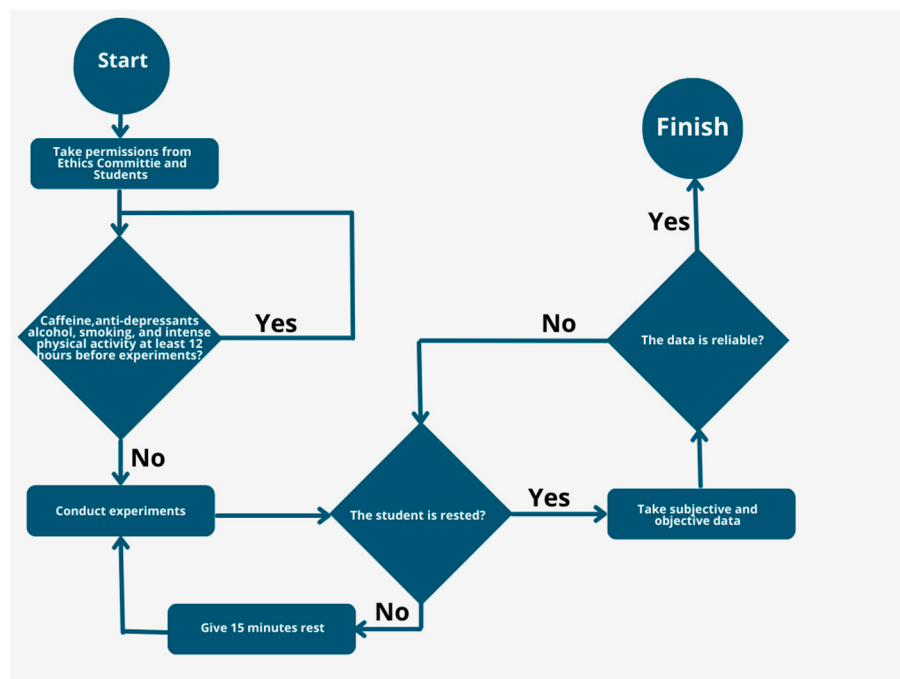 Start
Take permissions from
Ethics Committie and
Students
Caffeine,anti-depressants
alcohol, smoking, and intense
physical activity at least 12
hours before experiments?
Yes
No
Conduct experiments
The student is rested?
No
Give 15 minutes rest
Yes
Take subjective and
objective data
The data is reliable?
No
Yes
Finish